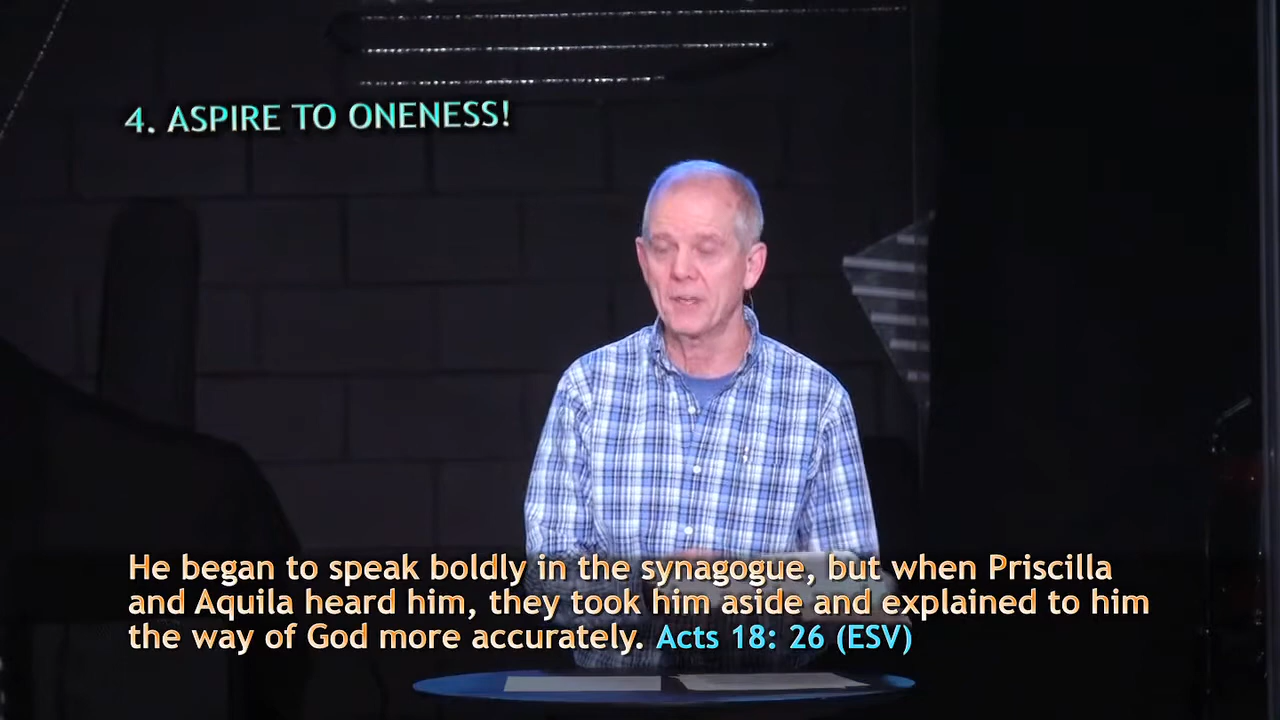 4. ASPIRE TO ONENESS!
He began to speak boldly in the synagogue, but when Priscilla
and Aquila heard him, they took him aside and explained to him
the way of God more accurately. Acts 18: 26 (ESV)